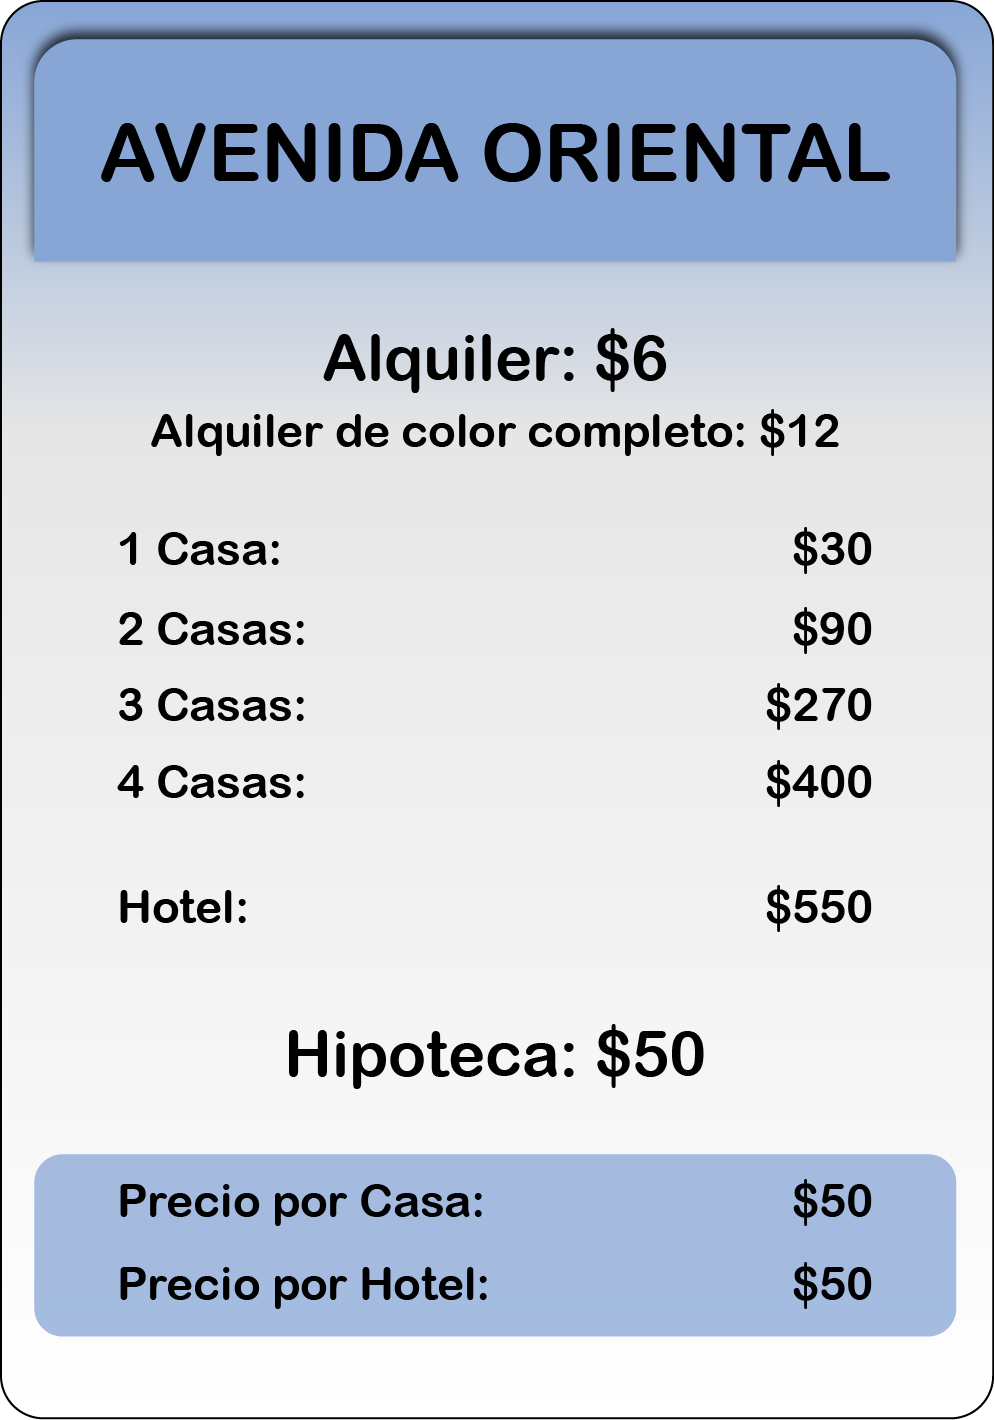 AVENIDA ORIENTAL
Alquiler: $6
Alquiler de color completo: $12
1 Casa: $30
2 Casas: $90
3 Casas: $270
4 Casas: $400
Hotel: $550
Hipoteca: $50
Precio por Casa: $50
Precio por Hotel: $50